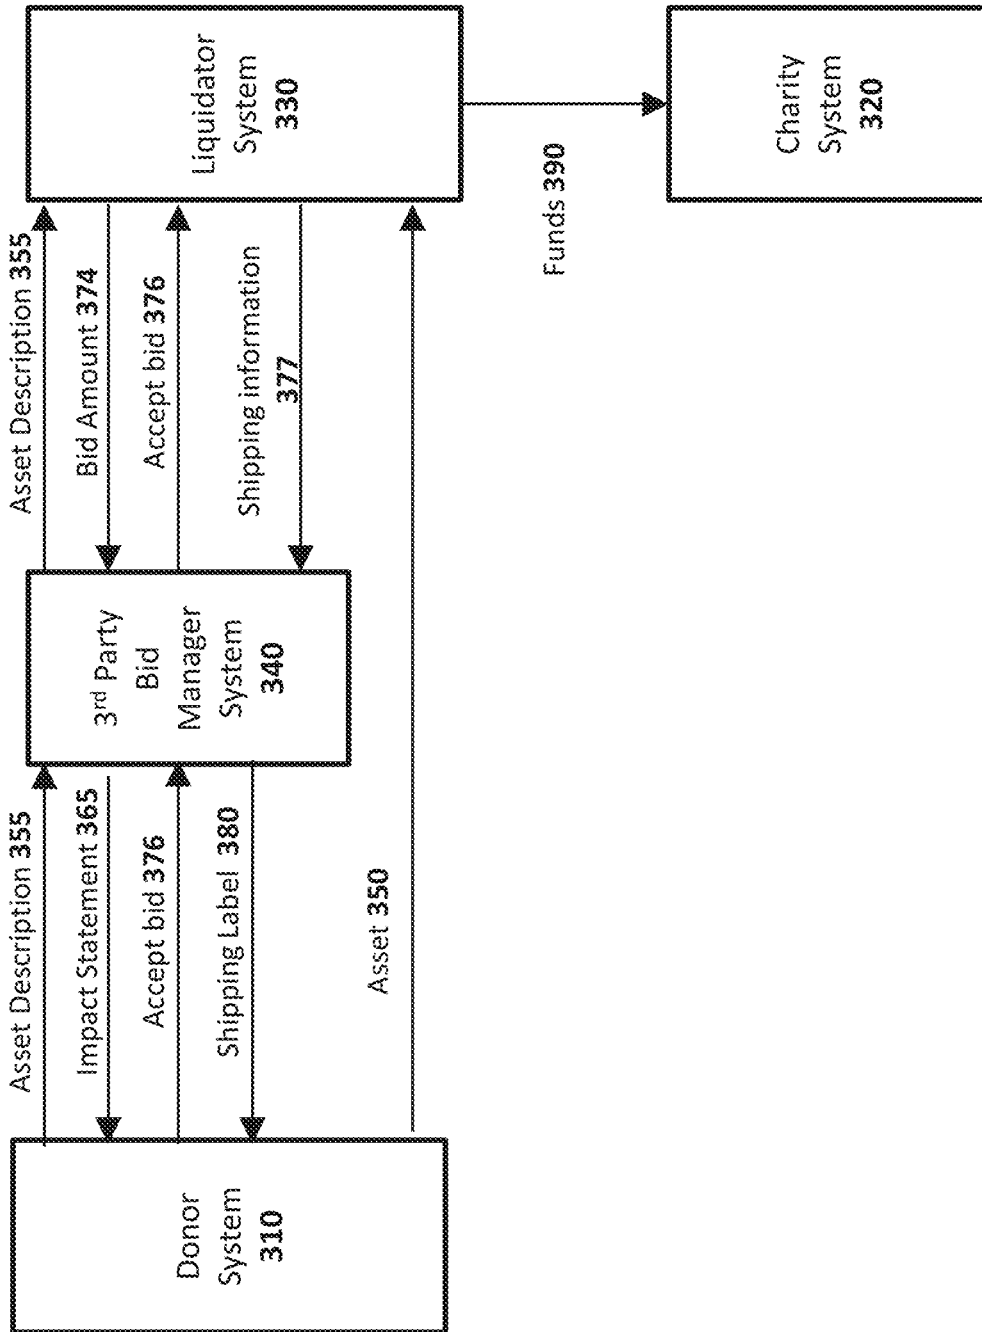 Donor
System
310
Asset Description 355
Impact Statement 365
Accept bid 376
Shipping Label 380
Asset 350
3rd Party
Bid
Manager
System
340
Asset Description 355
Bid Amount 374
Accept bid 376
Shipping information
377
Liquidator
System
330
Funds 390
Charity
System
320